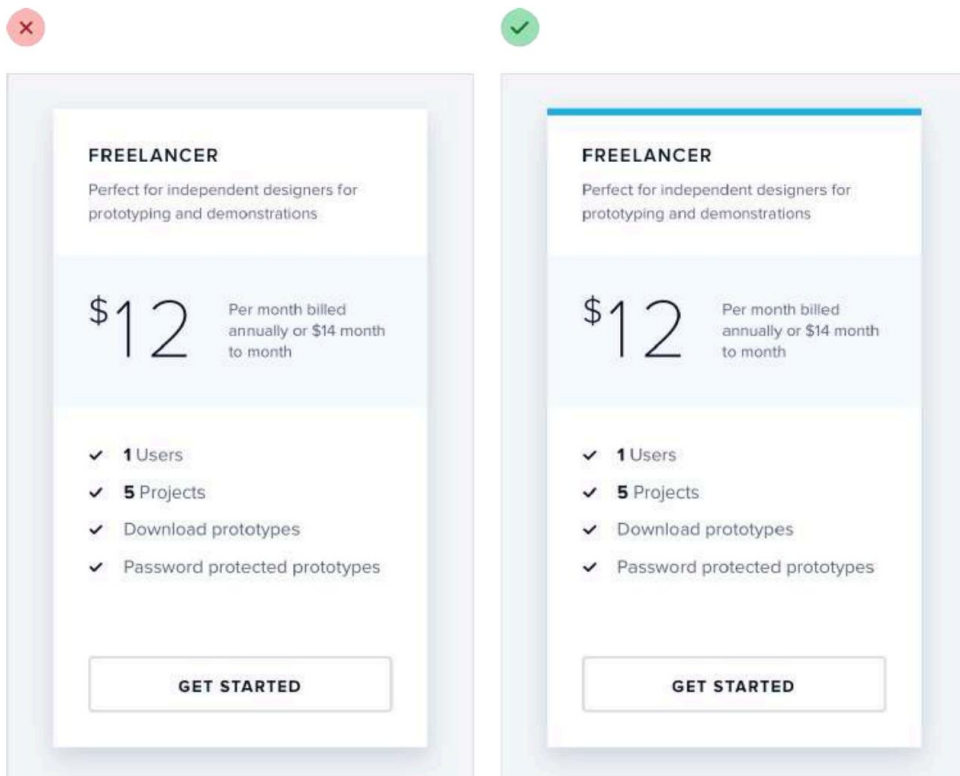 FREELANCER
Perfect for independent designers for
prototyping and demonstrations
$12
Per month billed
annually or $14 month
to month
1 Users
5 Projects
Download prototypes
Password protected prototypes
GET STARTED
FREELANCER
Perfect for independent designers for
prototyping and demonstrations
$12
Per month billed
annually or $14 month
to month
1 Users
5 Projects
Download prototypes
Password protected prototypes
GET STARTED